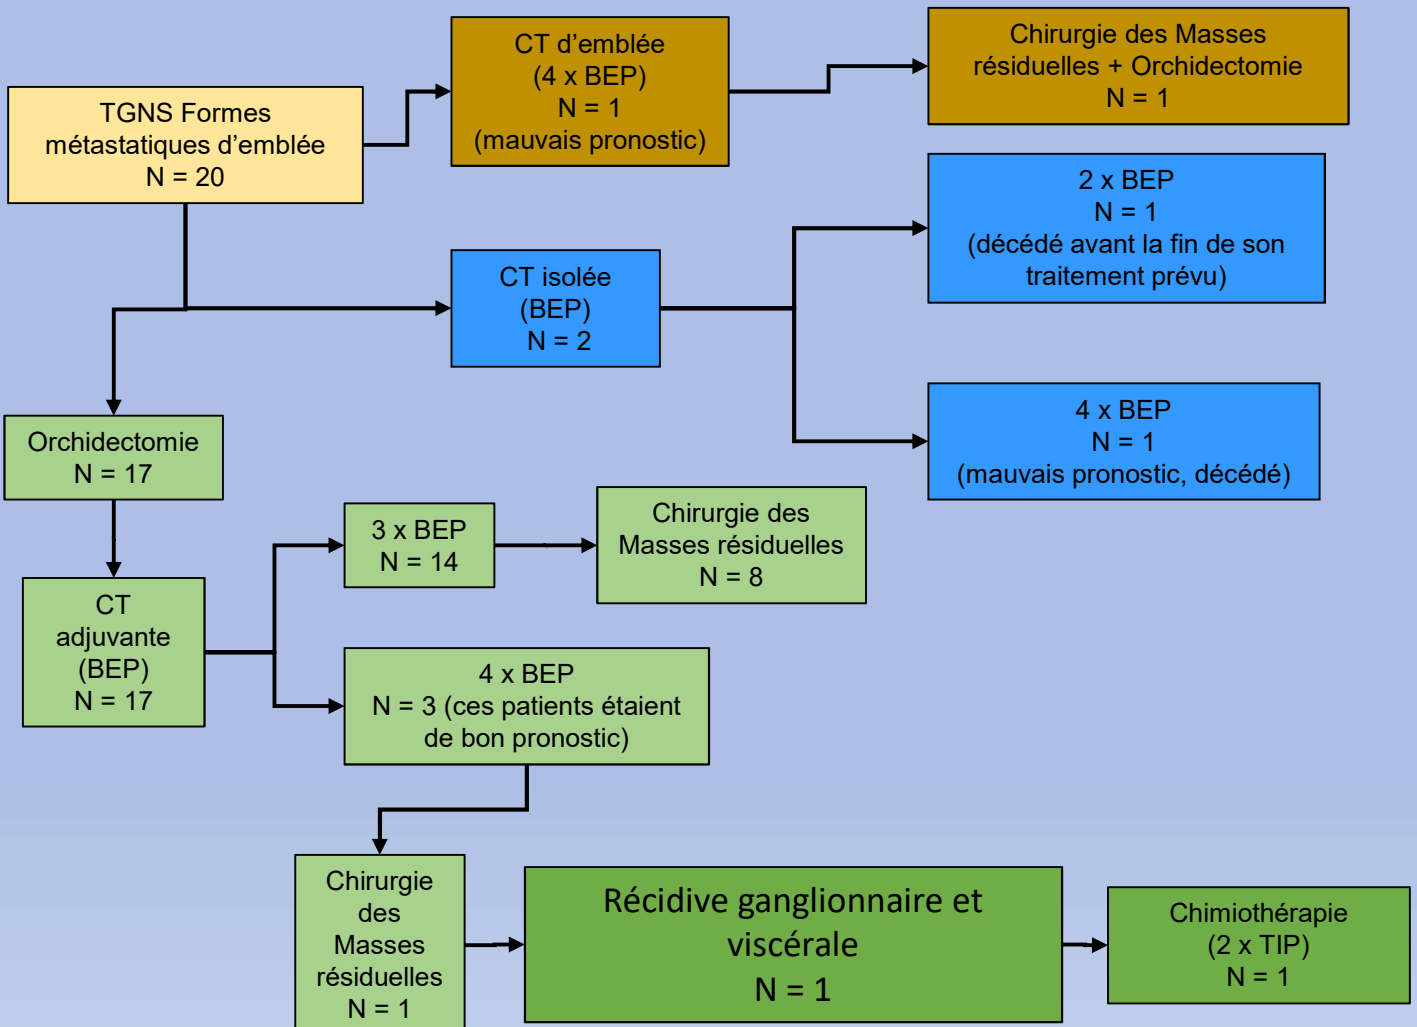 TGNS Formes
métastatiques d'emblée
N = 20
CT d'emblée
(4 x BEP)
N = 1
(mauvais pronostic)
Chirurgie des Masses
résiduelles + Orchidectomie
N = 1
CT isolée
(BEP)
N = 2
2 x BEP
N = 1
(décédé avant la fin de son
traitement prévu)
4 x BEP
N = 1
(mauvais pronostic, décédé)
Orchidectomie
N = 17
CT
adjuvante
(BEP)
N = 17
3 x BEP
N = 14
Chirurgie des
Masses résiduelles
N = 8
4 x BEP
N = 3 (ces patients étaient
de bon pronostic)
Chirurgie
des
Masses
résiduelles
N = 1
Récidive ganglionnaire et
viscérale
N = 1
Chimiothérapie
(2 x TIP)
N = 1